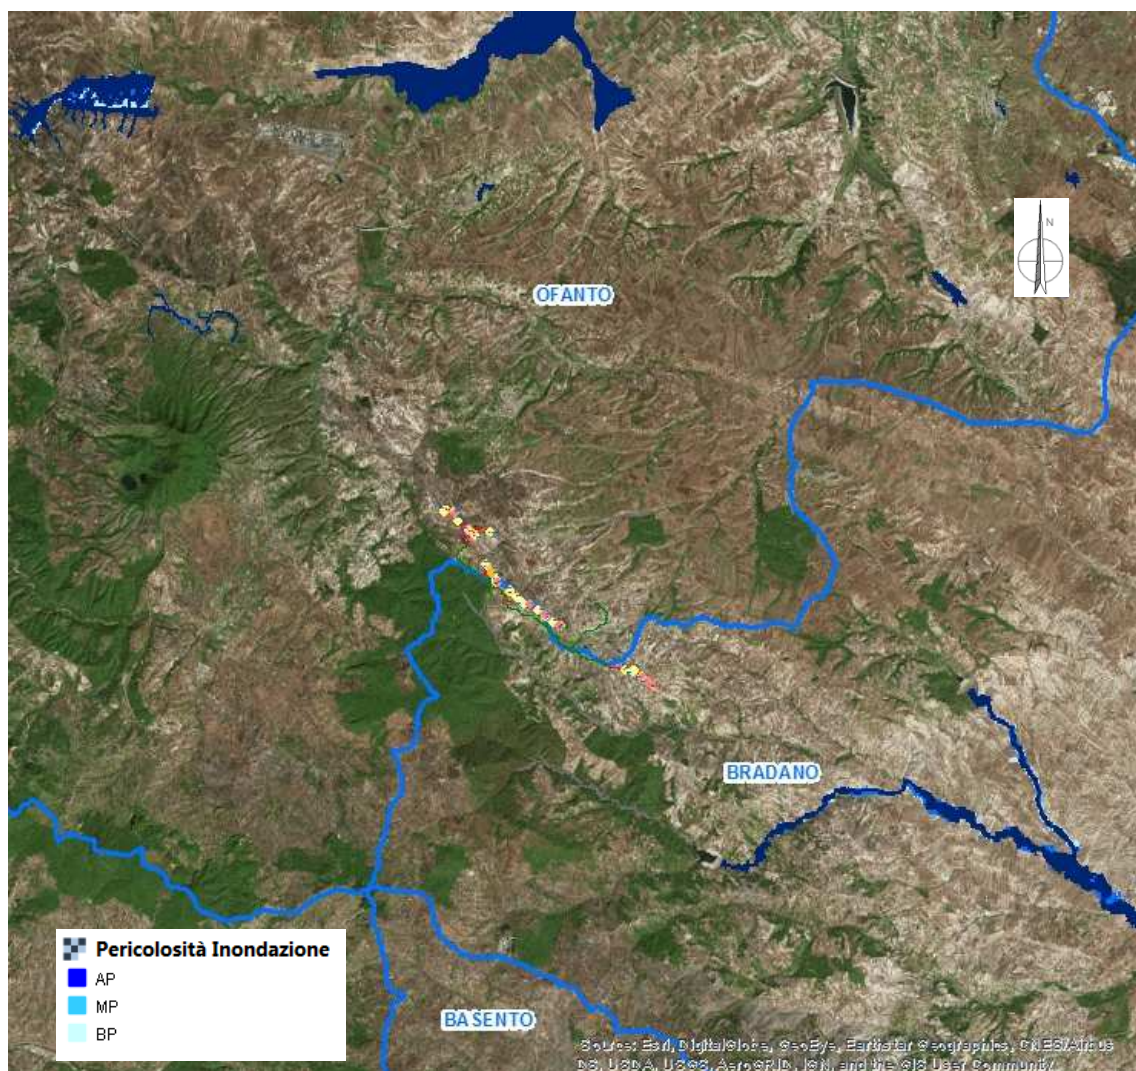 N
OFANTO
BRADANO
BASENTO
Pericolosità Inondazione
AP
MP
BP
Source: Esri, DigitalGlobe, GeoEye, Earthstar Geographics, CNES/Airbus
DS, USDA, USGS, AeroGRID, IGN, and the GIS User Community